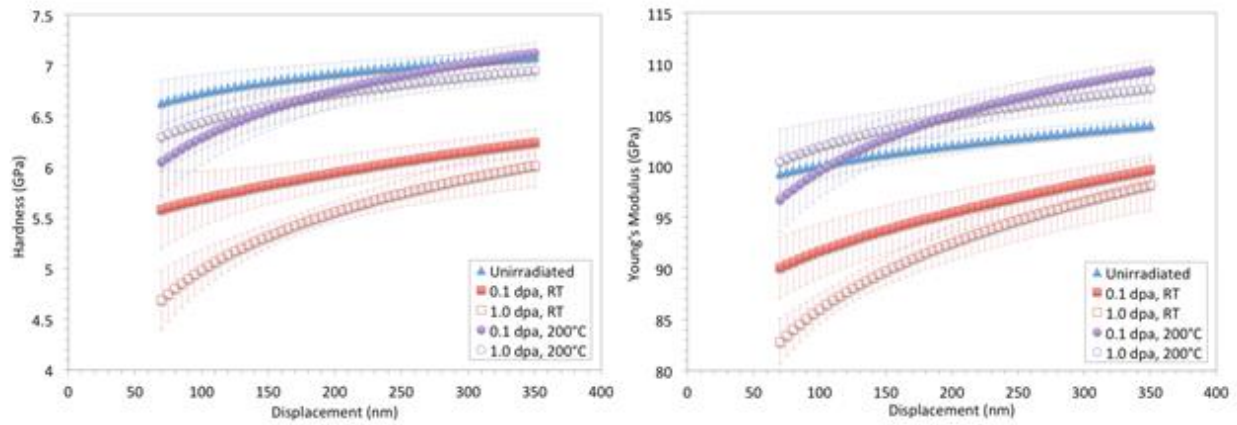 7.5
7
6.5
6
5.5
5
4.5
4
Hardness (GPa)
0 50 100 150 200 250 300 350 400
Displacement (nm)
Unirradiated
0.1 dpa, RT
1.0 dpa, RT
0.1 dpa, 200°C
1.0 dpa, 200°C
115
110
105
100
95
90
85
80
Young's Modulus (GPa)
0 50 100 150 200 250 300 350 400
Displacement (nm)
Unirradiated
0.1 dpa, RT
1.0 dpa, RT
0.1 dpa, 200°C
1.0 dpa, 200°C